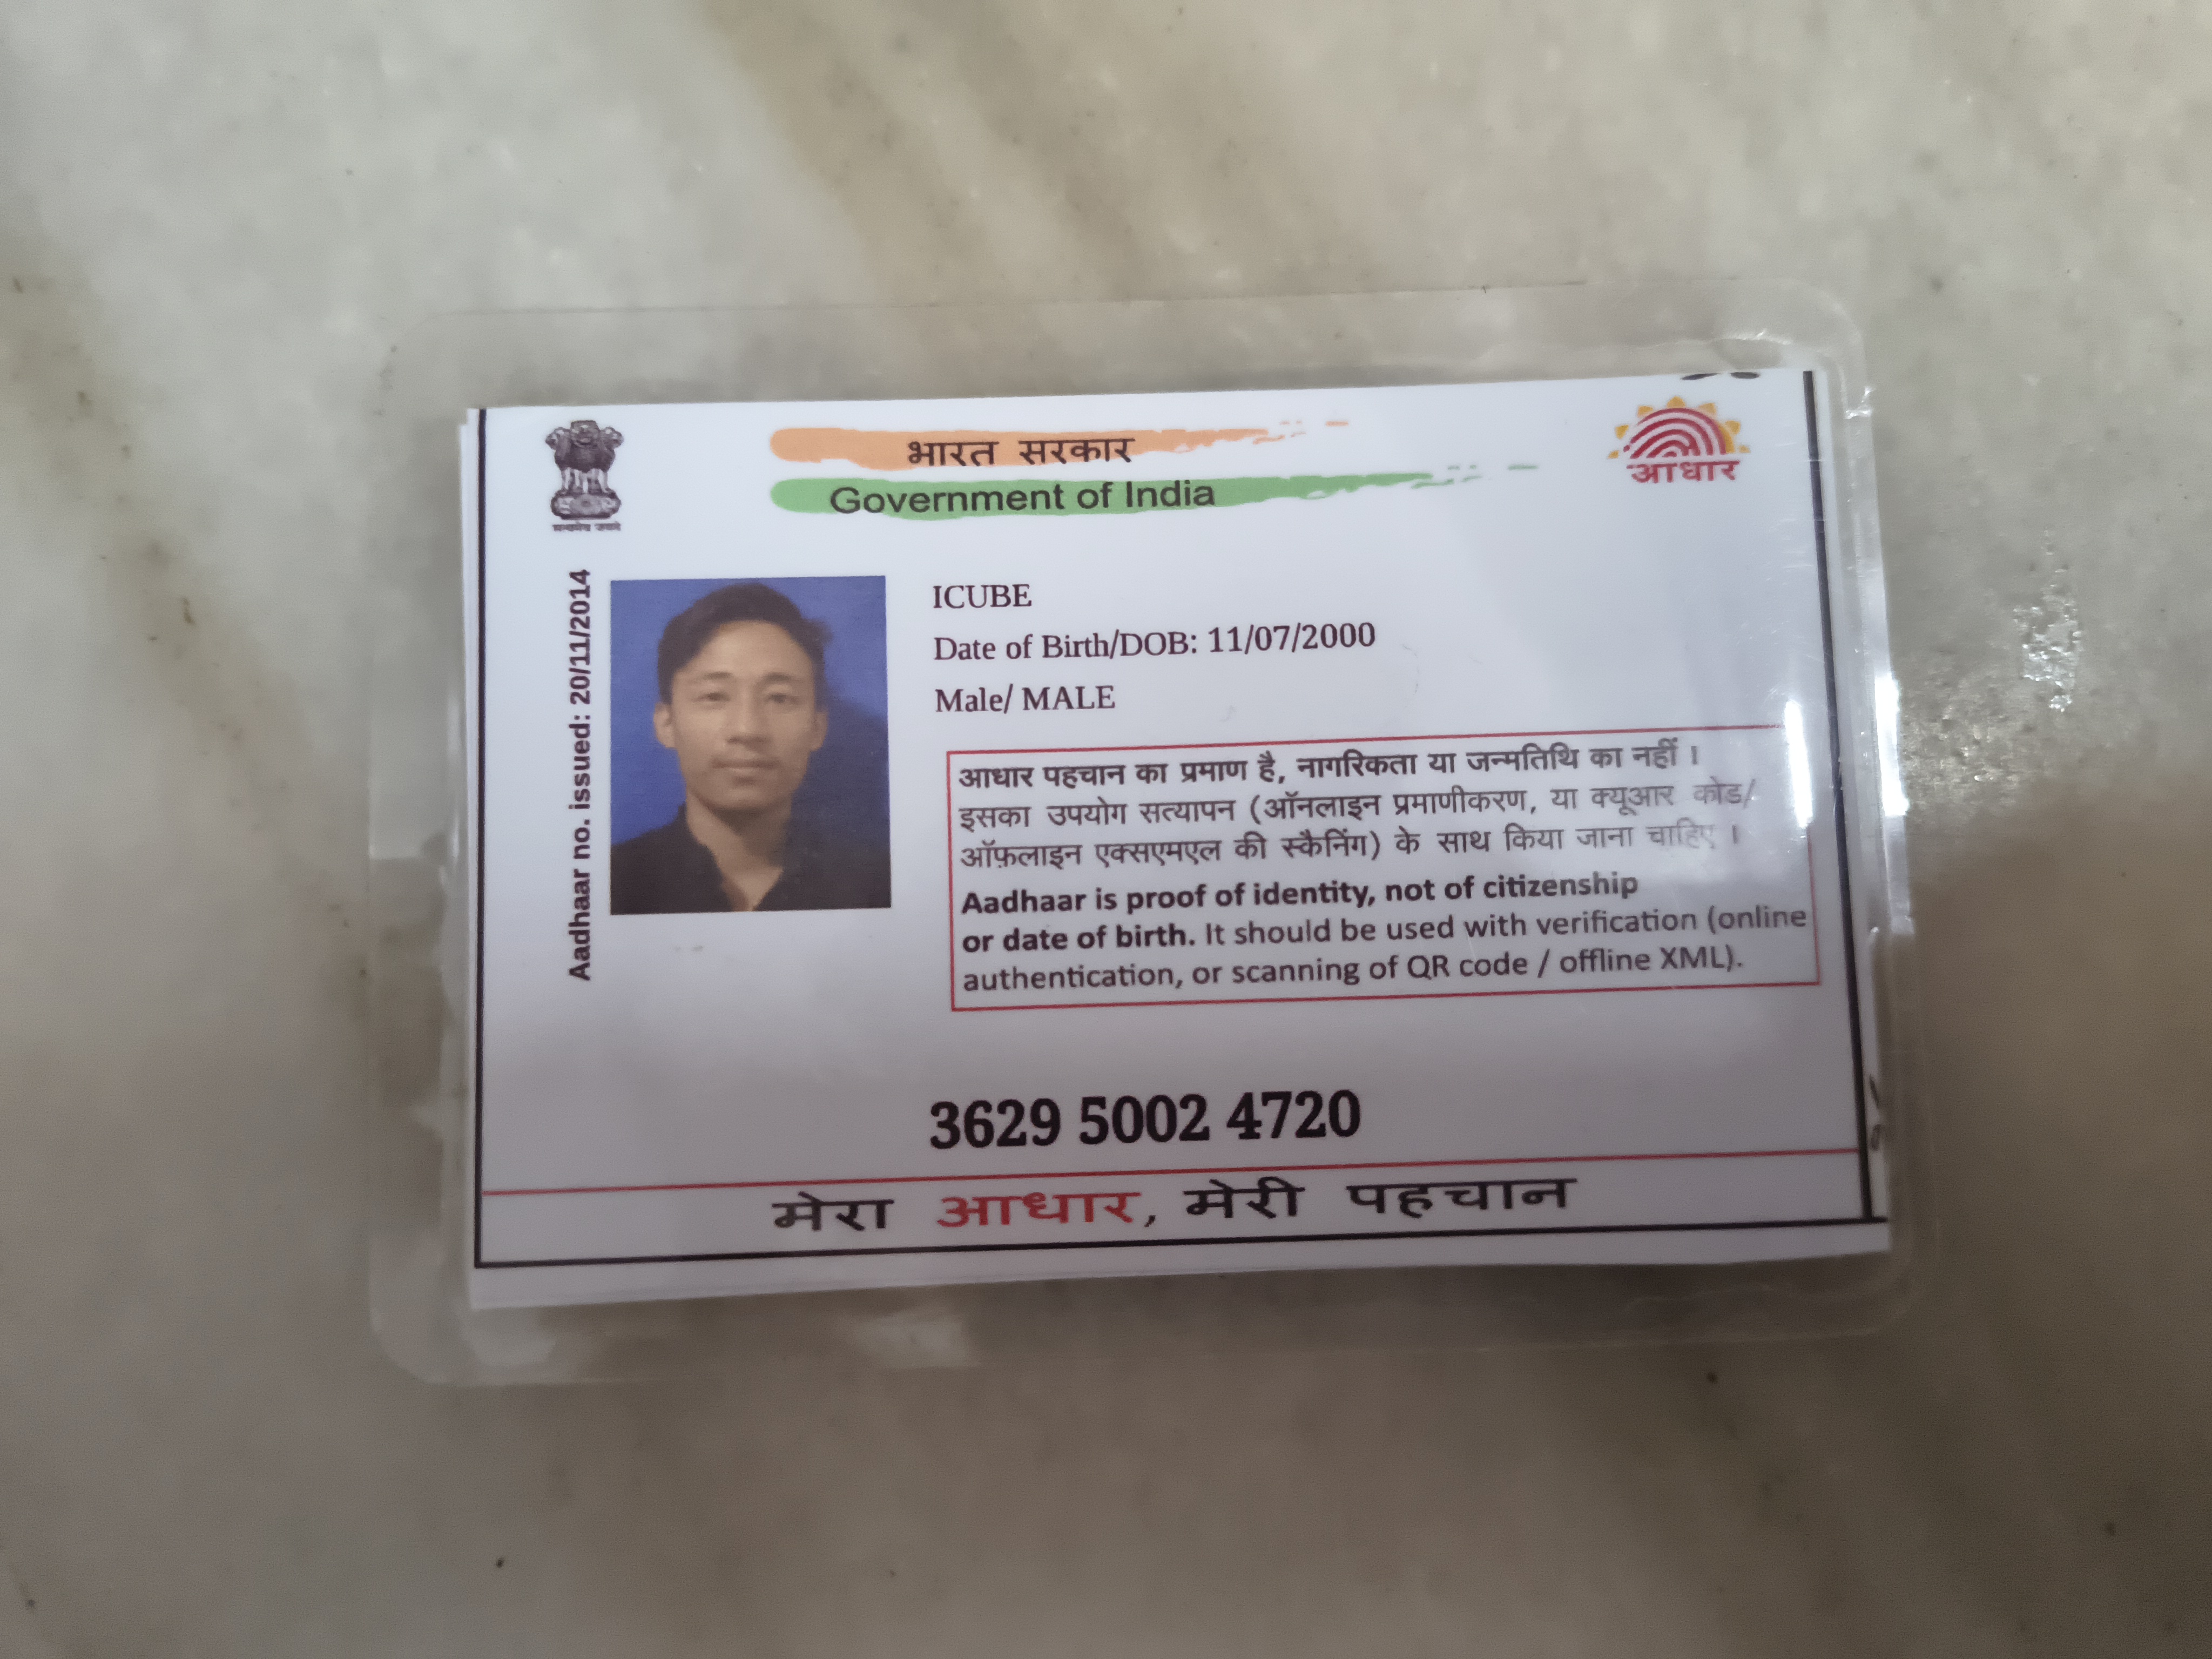 भारत सरकार
Government of India
आधार
सत्यमेव जयते
Aadhaar no. issued: 20/11/2014
ICUBE
Date of Birth/DOB: 11/07/2000
Male/ MALE
आधार पहचान का प्रमाण है, नागरिकता या जन्मतिथि का नहीं ।
इसका उपयोग सत्यापन (ऑनलाइन प्रमाणीकरण, या क्यूआर कोड/
ऑफ़लाइन एक्सएमएल की स्कैनिंग) के साथ किया जाना चाहिए ।
Aadhaar is proof of identity, not of citizenship
or date of birth. It should be used with verification (online
authentication, or scanning of QR code / offline XML).
3629 5002 4720
मेरा आधार, मेरी पहचान